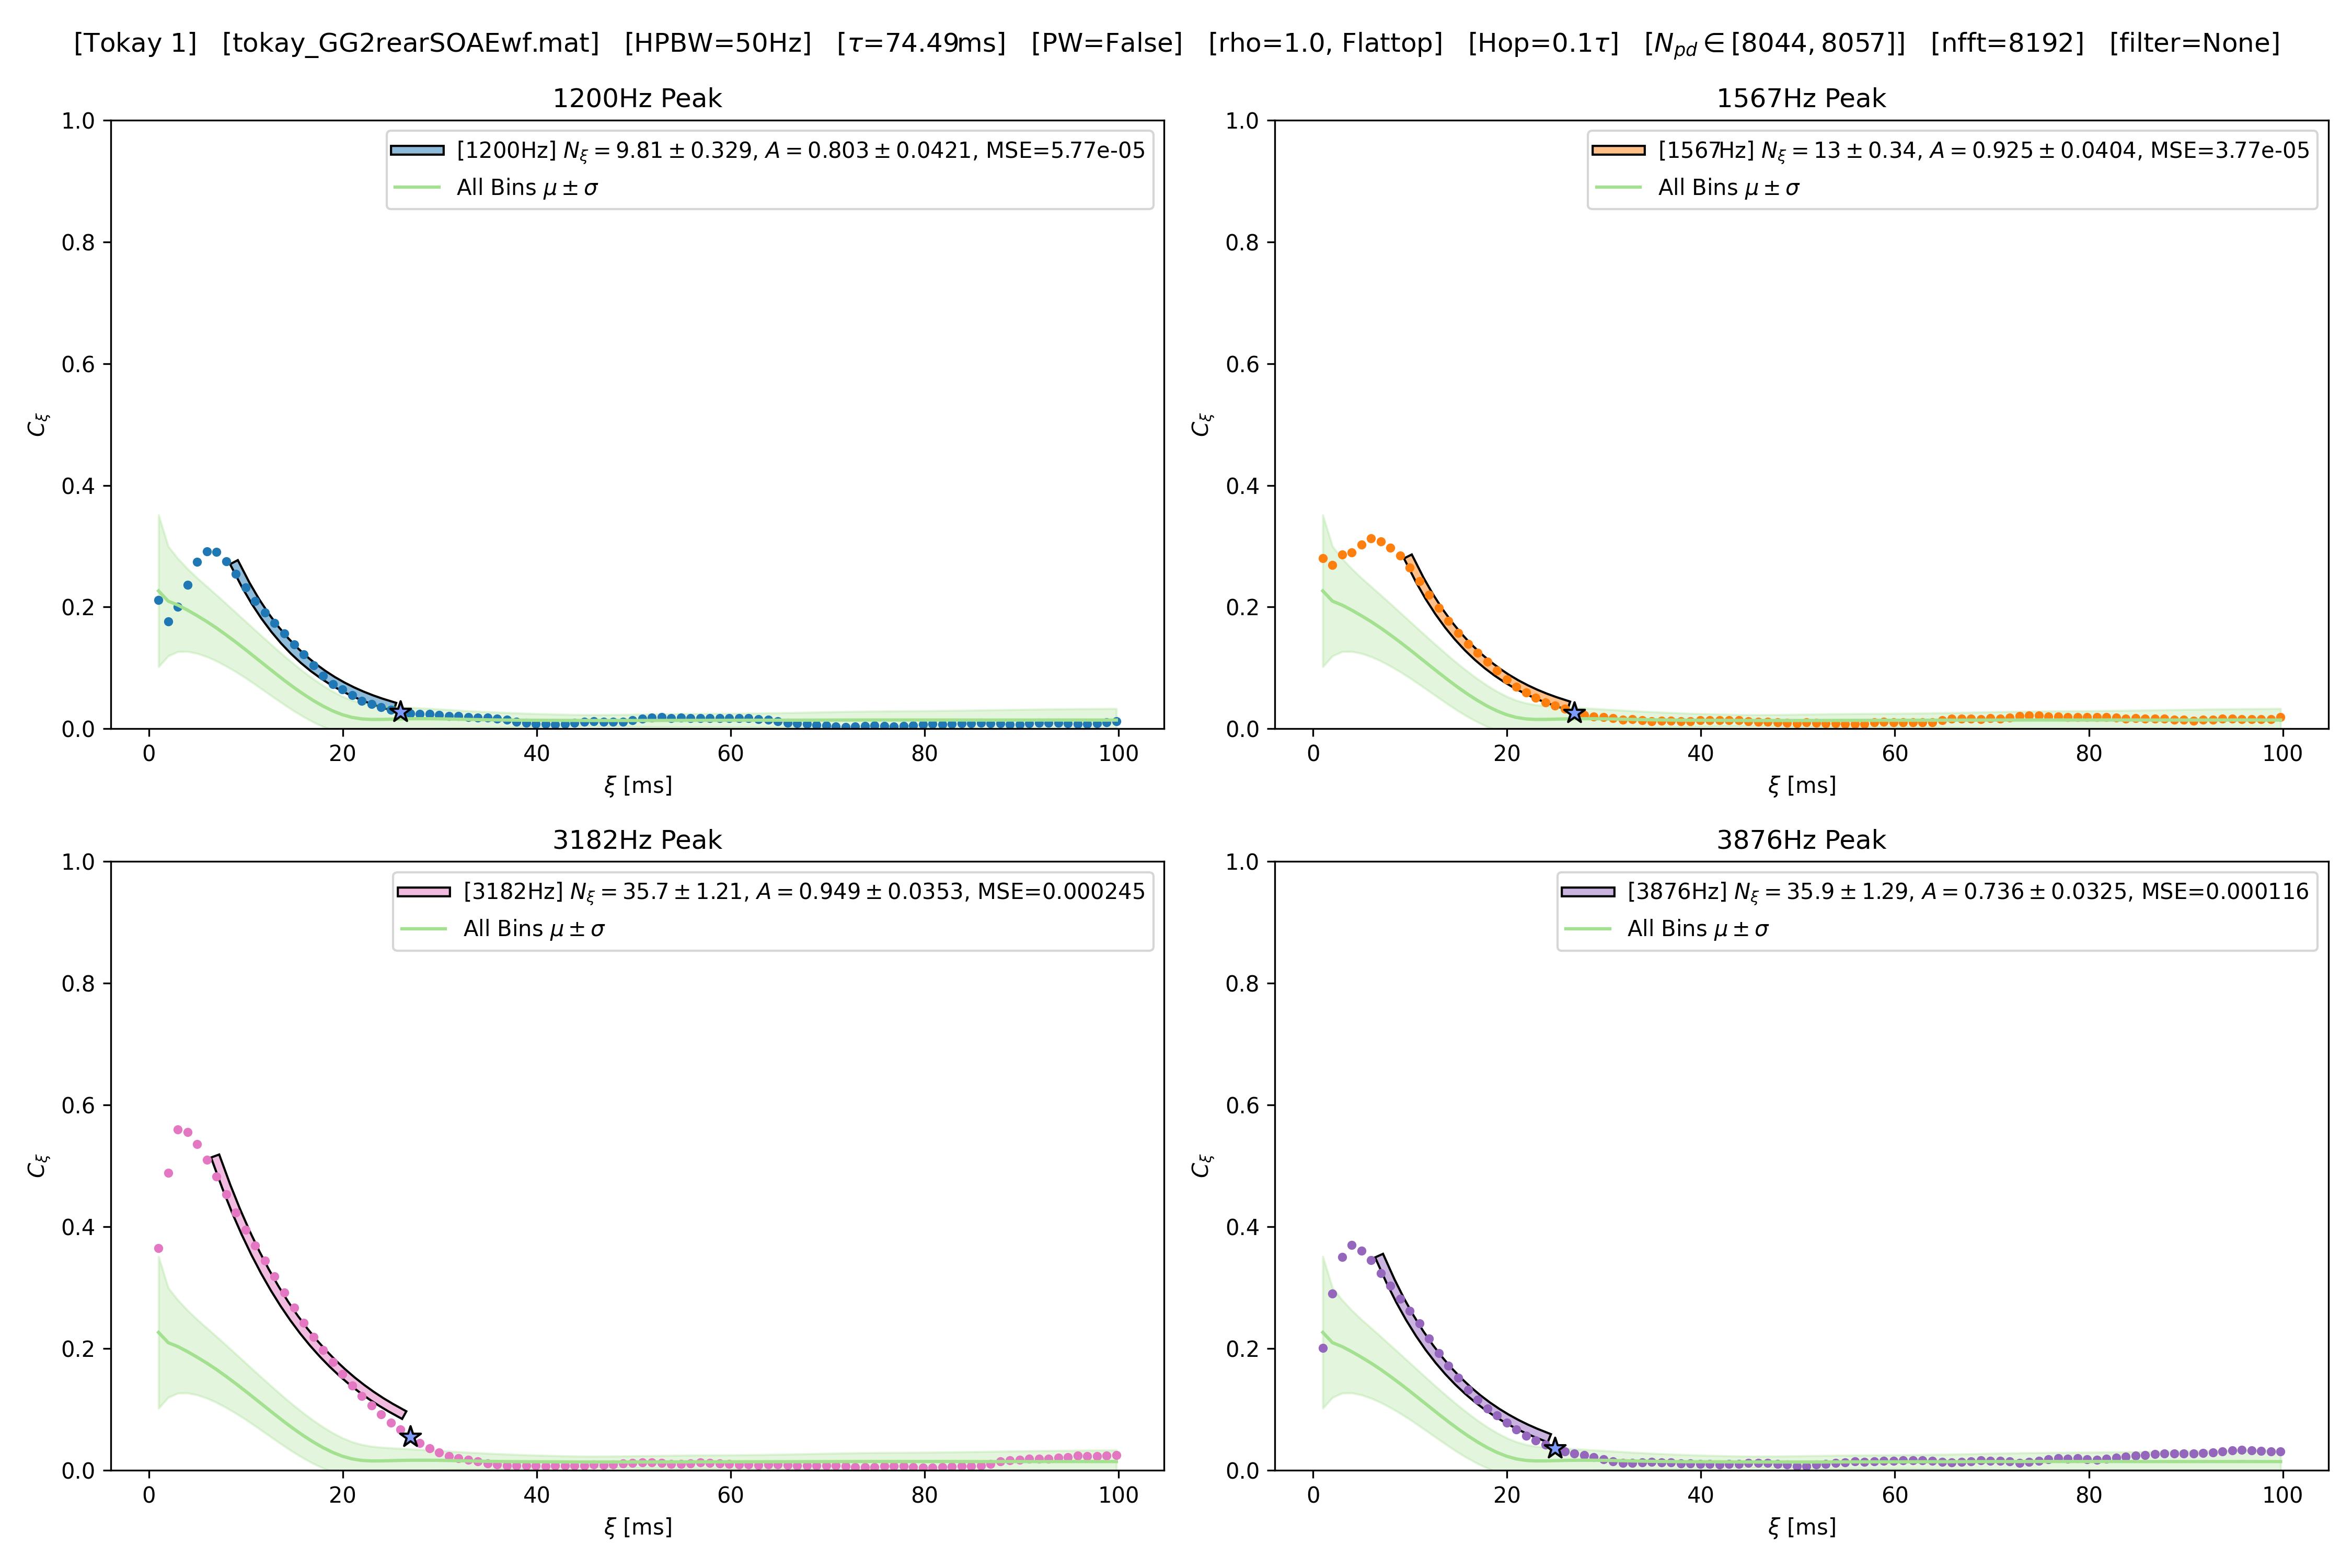 [Tokay 1] [tokay_GG2rearSOAEwf.mat] [HPBW=50Hz] [τ=74.49ms] [PW=False] [rho=1.0, Flattop] [Hop=0.1τ] [N_pd ∈ [8044, 8057]] [nfft=8192] [filter=None]
1200Hz Peak
[1200Hz] N_ξ = 9.81 ± 0.329, A = 0.803 ± 0.0421, MSE=5.77e-05
All Bins μ ± σ
1.0
0.8
0.6
0.4
0.2
0.0
C_ξ
0 20 40 60 80 100
ξ [ms]
1567Hz Peak
[1567Hz] N_ξ = 13 ± 0.34, A = 0.925 ± 0.0404, MSE=3.77e-05
All Bins μ ± σ
1.0
0.8
0.6
0.4
0.2
0.0
C_ξ
0 20 40 60 80 100
ξ [ms]
3182Hz Peak
[3182Hz] N_ξ = 35.7 ± 1.21, A = 0.949 ± 0.0353, MSE=0.000245
All Bins μ ± σ
1.0
0.8
0.6
0.4
0.2
0.0
C_ξ
0 20 40 60 80 100
ξ [ms]
3876Hz Peak
[3876Hz] N_ξ = 35.9 ± 1.29, A = 0.736 ± 0.0325, MSE=0.000116
All Bins μ ± σ
1.0
0.8
0.6
0.4
0.2
0.0
C_ξ
0 20 40 60 80 100
ξ [ms]